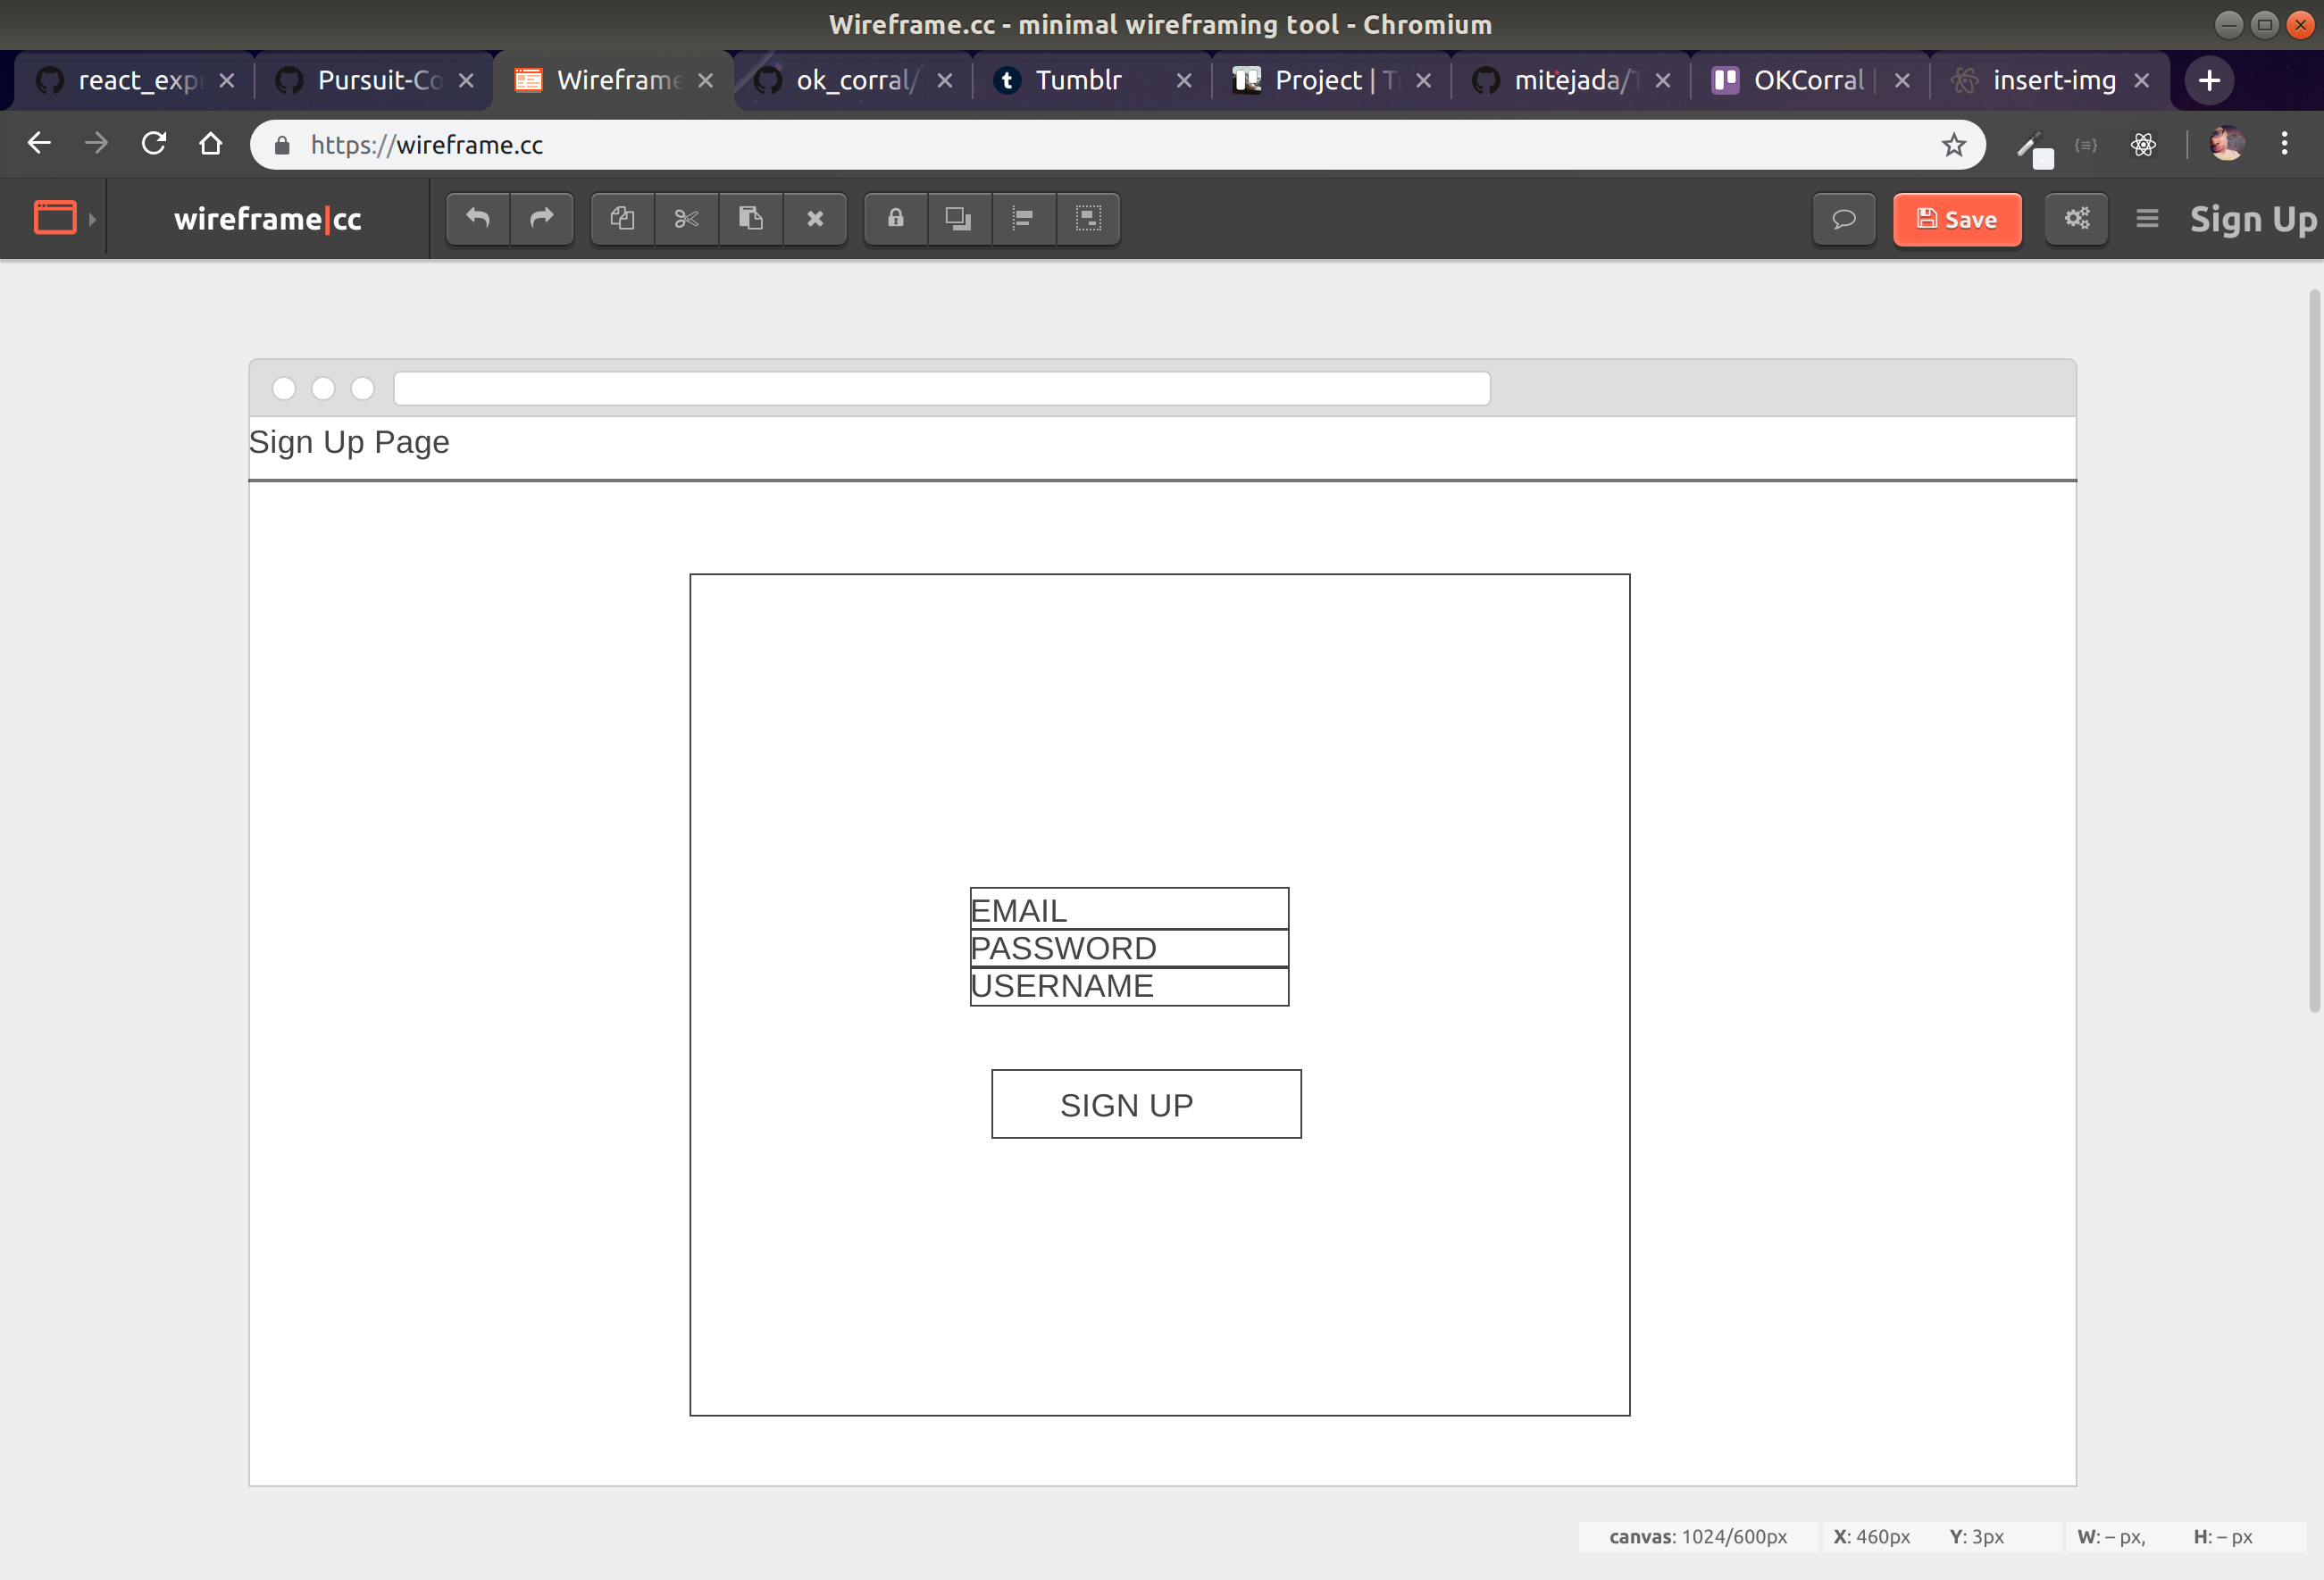 Wireframe.cc - minimal wireframing tool - Chromium
react_exp Pursuit-Co Wireframe ok_corral/ Tumblr Project | T mitejada/T OKCorral | insert-img
https://wireframe.cc
wireframe|cc Save Sign Up
Sign Up Page
EMAIL
PASSWORD
USERNAME
SIGN UP
canvas: 1024/600px X: 460px Y: 3px W: – px, H: – px